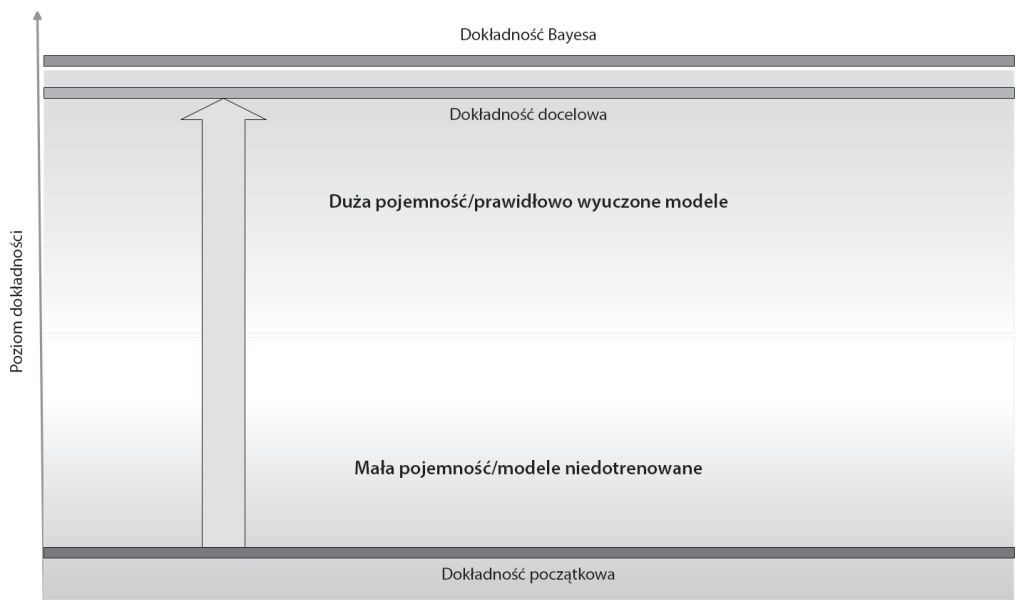 Dokładność Bayesa
Dokładność docelowa
Duża pojemność/prawidłowo wyuczone modele
Poziom dokładności
Mała pojemność/modele niedotrenowane
Dokładność początkowa